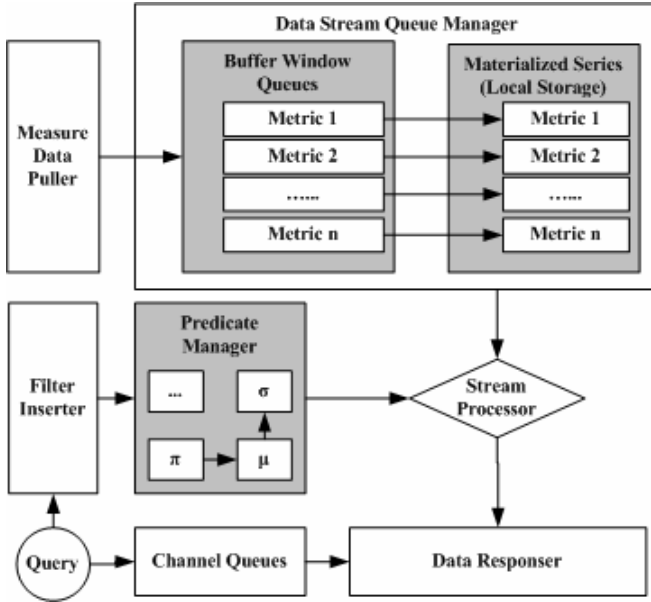 Data Stream Queue Manager
Measure
Data
Puller
Buffer Window
Queues
Metric 1
Metric 2
…...
Metric n
Materialized Series
(Local Storage)
Metric 1
Metric 2
…...
Metric n
Filter
Inserter
Predicate
Manager
...
σ
π
μ
Stream
Processor
Query
Channel Queues
Data Responser